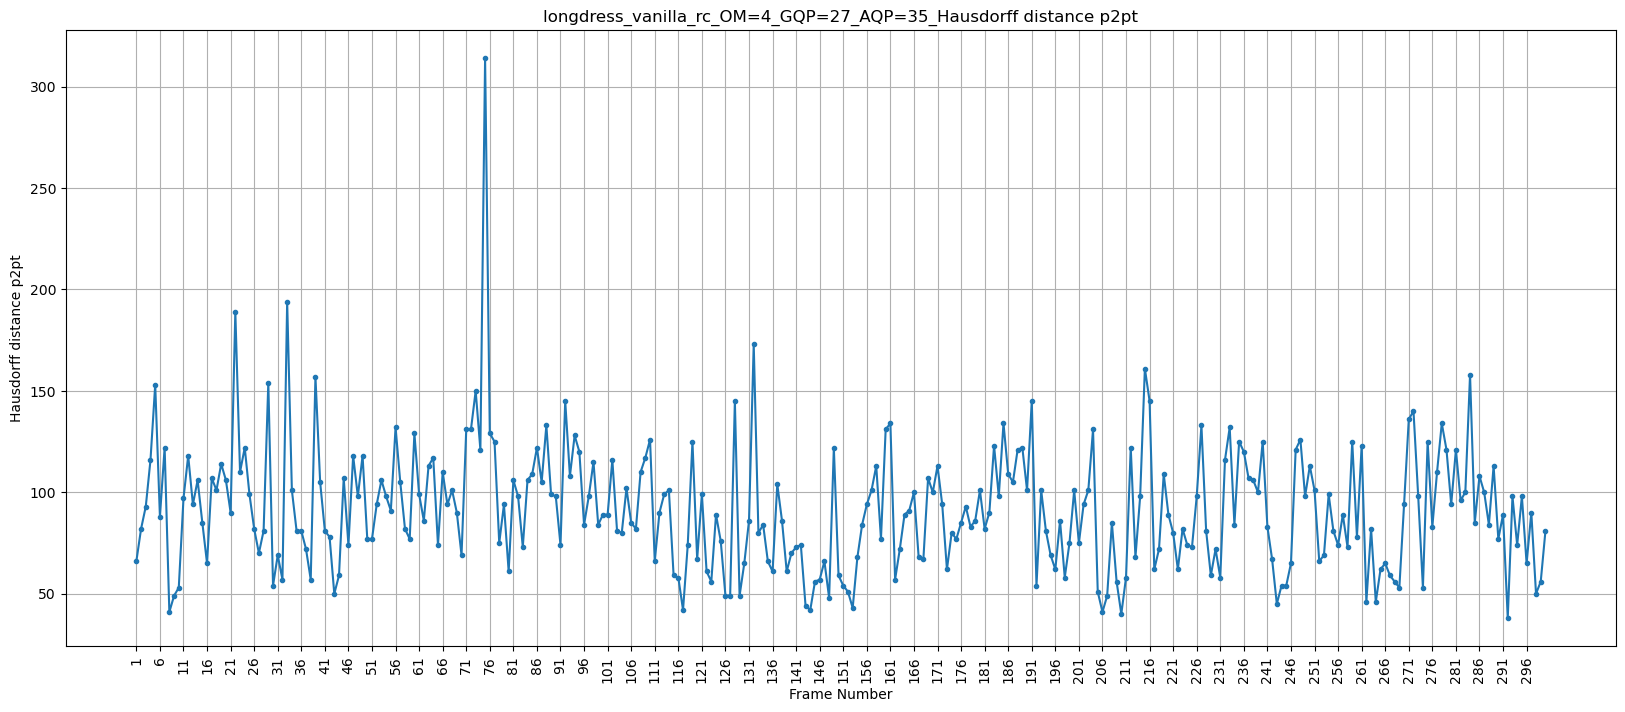 longdress_vanilla_rc_OM=4_GQP=27_AQP=35_Hausdorff distance p2pt
300
250
200
150
100
50
Hausdorff distance p2pt
1 6 11 16 21 26 31 36 41 46 51 56 61 66 71 76 81 86 91 96 101 106 111 116 121 126 131 136 141 146 151 156 161 166 171 176 181 186 191 196 201 206 211 216 221 226 231 236 241 246 251 256 261 266 271 276 281 286 291 296
Frame Number